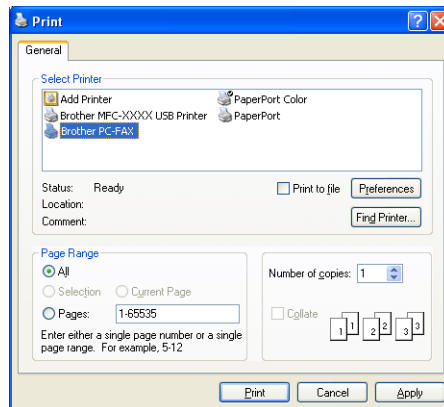 Print
General
Select Printer
Add Printer
Brother MFC-XXXX USB Printer
Brother PC-FAX
PaperPort Color
PaperPort
Status: Ready
Location:
Comment:
Print to file
Preferences
Find Printer...
Page Range
All
Selection
Current Page
Pages: 1-65535
Enter either a single page number or a single
page range. For example, 5-12
Number of copies: 1
Collate
1 1 2 2 3 3
Print Cancel Apply